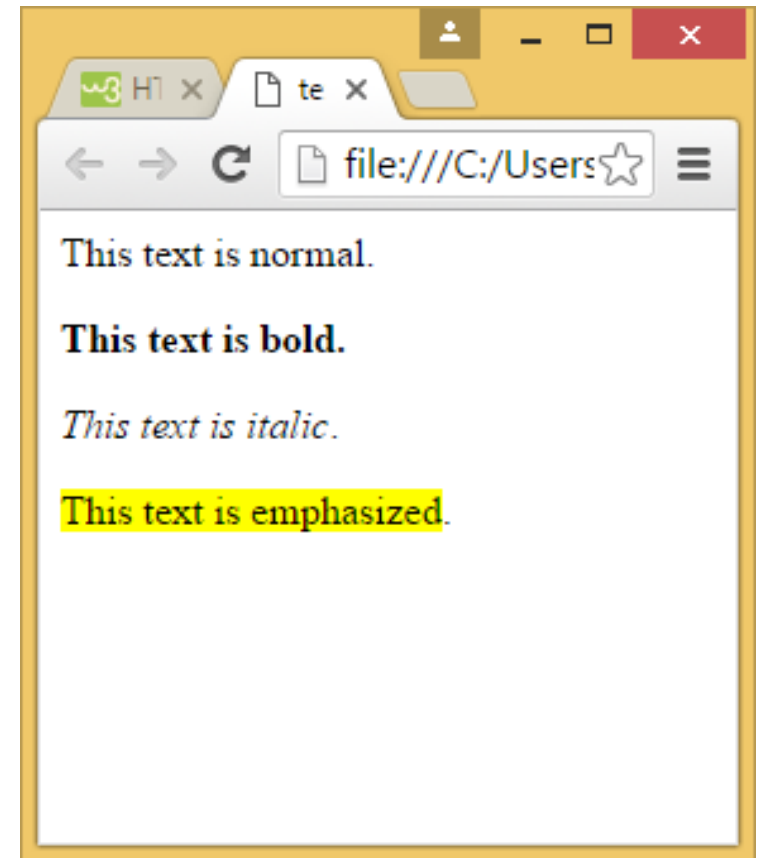 w3 HT
te
file:///C:/Users
This text is normal.
This text is bold.
This text is italic.
This text is emphasized.